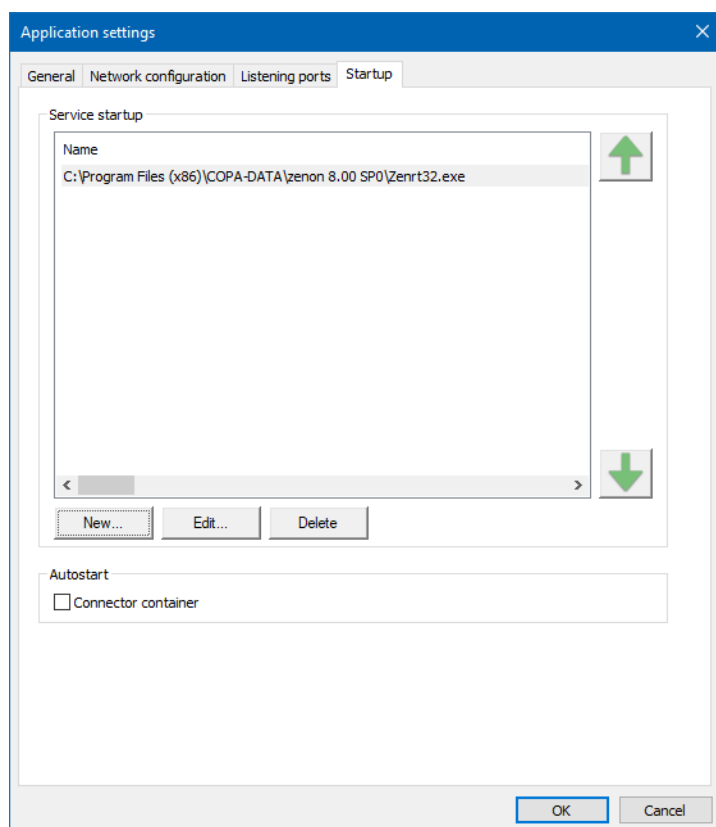 Application settings
General Network configuration Listening ports Startup
Service startup
Name
C:\Program Files (x86)\COPA-DATA\zenon 8.00 SP0\Zenrt32.exe
New... Edit... Delete
Autostart
Connector container
OK Cancel